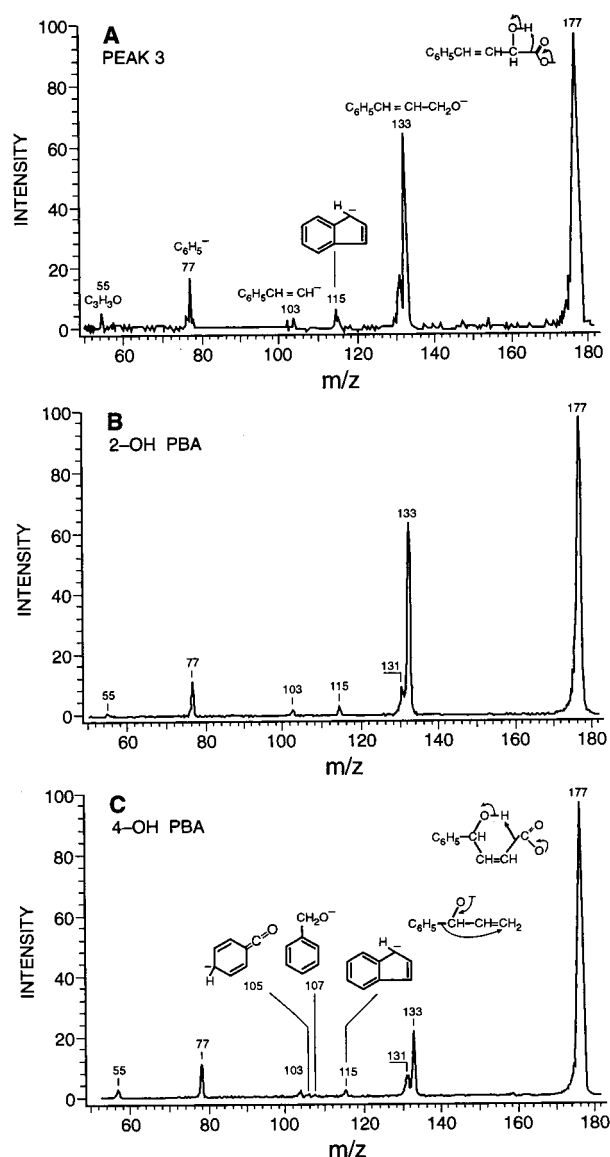 A
PEAK 3
INTENSITY
100
80
60
40
20
0
60
80
100
120
140
160
180
m/z
55
C₃H₃O
C₆H₅⁻
77
C₆H₅CH=CH⁻
103
H
−
115
C₆H₅CH=CH−CH₂O⁻
133
O−H
C₆H₅CH=CH−C−C
H
O
O
177
B
2–OH PBA
INTENSITY
100
80
60
40
20
0
60
80
100
120
140
160
180
m/z
55
77
103
115
131
133
177
C
4–OH PBA
INTENSITY
100
80
60
40
20
0
60
80
100
120
140
160
180
m/z
55
77
103
C=O
−
H
105
CH₂O⁻
107
H
−
115
131
133
O−H
C₆H₅−CH
CH=CH
C
O
O
O
C₆H₅−CH−CH=CH₂
177